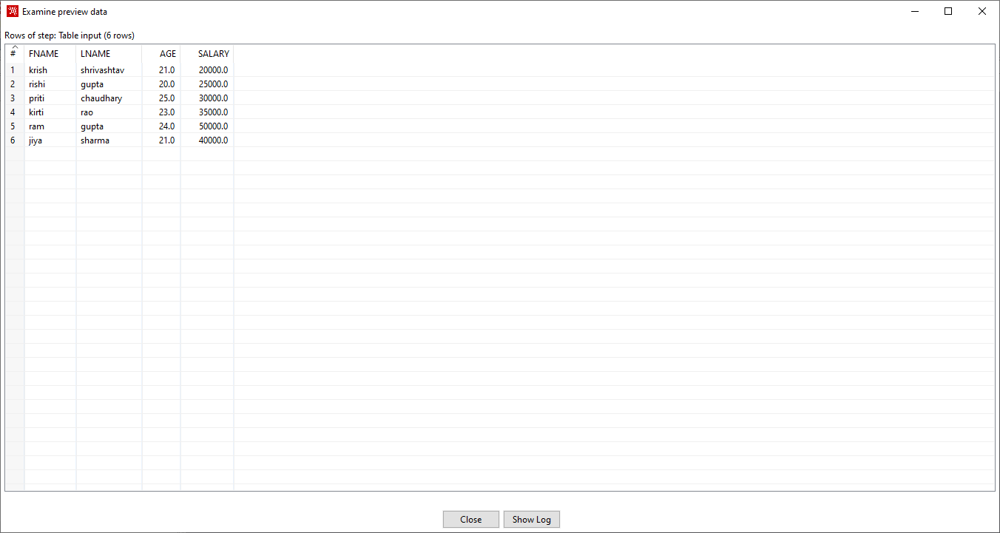 Examine preview data
Rows of step: Table input (6 rows)
# FNAME LNAME AGE SALARY
1 krish shrivashtav 21.0 20000.0
2 rishi gupta 20.0 25000.0
3 priti chaudhary 25.0 30000.0
4 kirti rao 23.0 35000.0
5 ram gupta 24.0 50000.0
6 jiya sharma 21.0 40000.0
Close Show Log